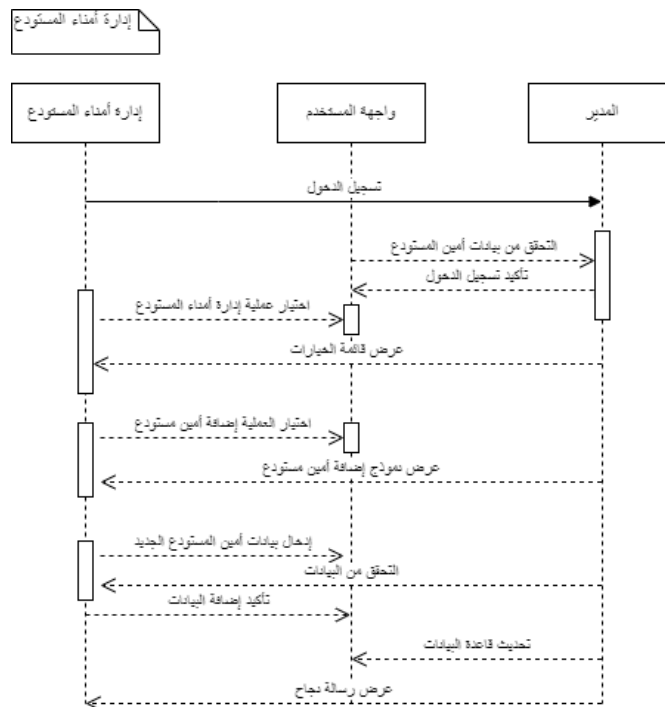 إدارة أمناء المستودع
إدارة أمناء المستودع
واجهة المستخدم
المدير
تسجيل الدخول
التحقق من بيانات أمين المستودع
تأكيد تسجيل الدخول
اختيار عملية إدارة أمناء المستودع
عرض قائمة الخيارات
اختيار العملية إضافة أمين مستودع
عرض نموذج إضافة أمين مستودع
إدخال بيانات أمين المستودع الجديد
التحقق من البيانات
تأكيد إضافة البيانات
تحديث قاعدة البيانات
عرض رسالة نجاح